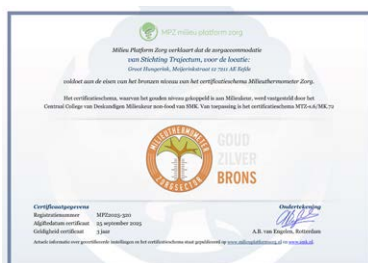 MPZ milieu platform zorg
Milieu Platform Zorg verklaart dat de zorgaccommodatie
van Stichting Trajectum, voor de locatie:
Groot Hungerink, Meijerinkstraat 12 7211 AE Eefde
voldoet aan de eisen van het bronzen niveau van het certificatieschema Milieuthermometer Zorg.
Het certificatieschema, waarvan het gouden niveau gekoppeld is aan Milieukeur, werd vastgesteld door het
Centraal College van Deskundigen Milieukeur non-food van SMK. Van toepassing is het certificatieschema MTZ-v.6/MK.72
MILIEUTHERMOMETER
ZORGSECTOR
GOUD
ZILVER
BRONS
Certificaatgegevens
Ondertekening
Registratienummer MPZ2025-320
Afgiftedatum certificaat 25 september 2025
Geldigheid certificaat 3 jaar
A.B. van Engelen, Rotterdam
Actuele informatie over gecertificeerde instellingen en het certificatieschema staat gepubliceerd op www.milieuplatformzorg.nl en www.smk.nl.